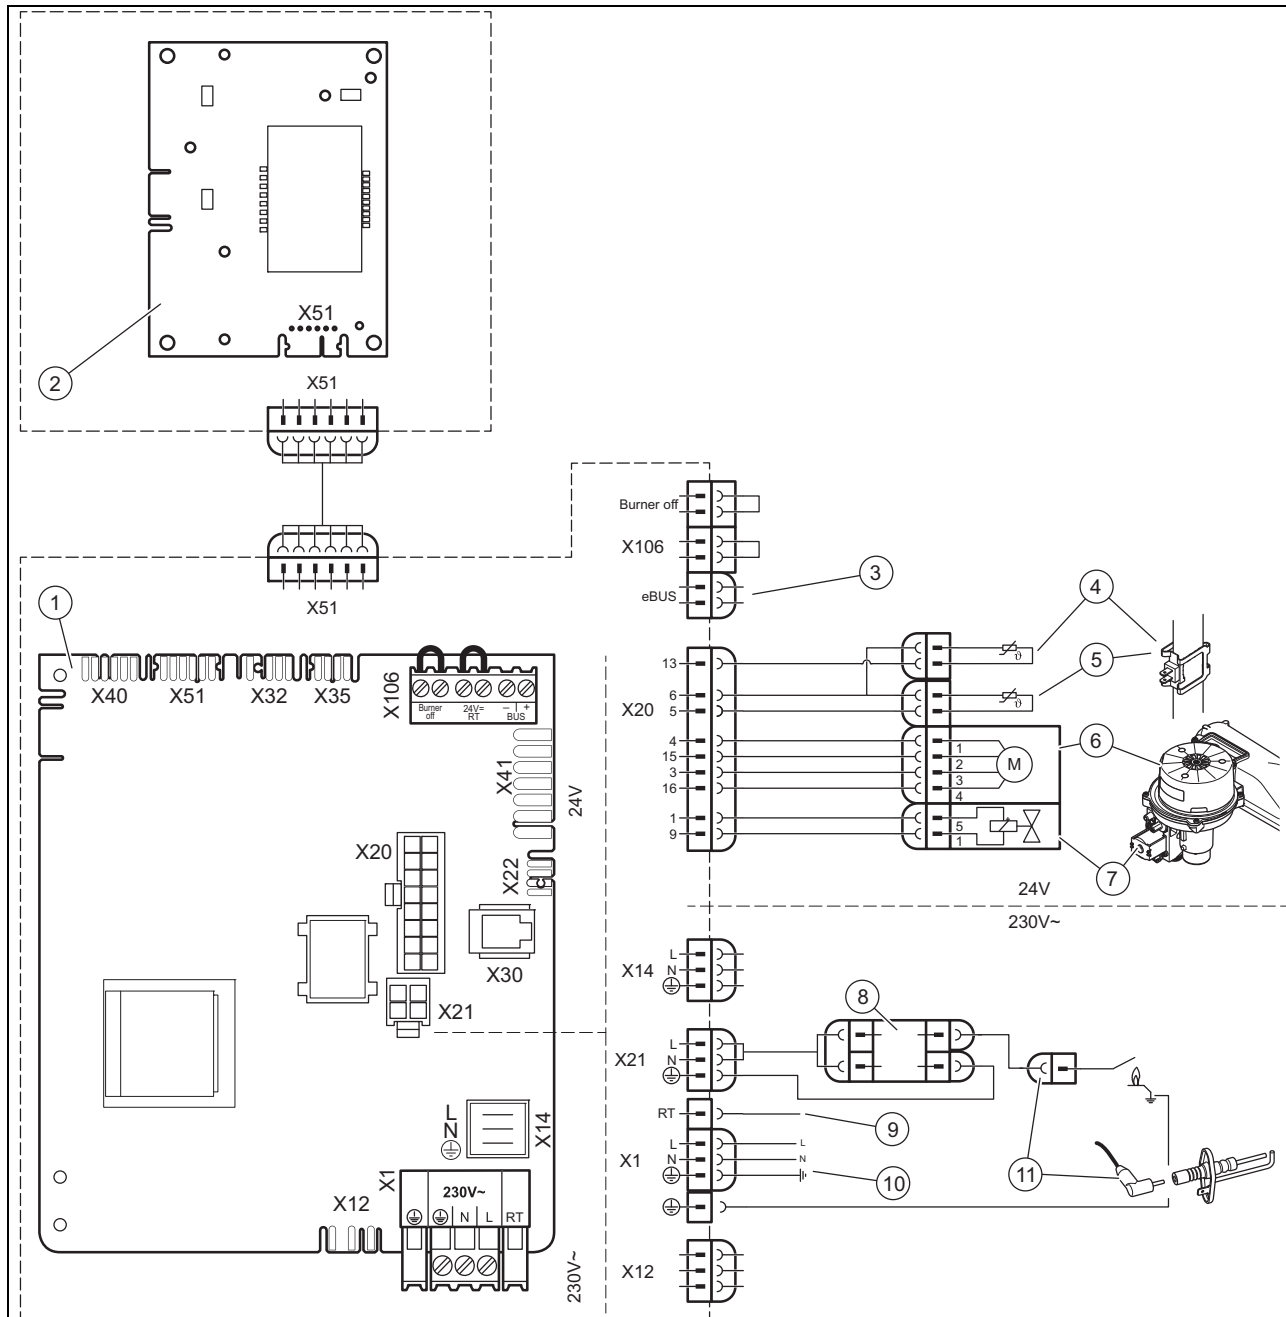 X51
2
X51
X51
1
X40 X51 X32 X35
X106
Burner off
24V= RT
– +
BUS
X41
24V
X20
X22
X30
X21
L
N
X14
X1
230V~
N L RT
X12
230V~
Burner off
X106
eBUS
3
X20
13
6
5
4
15
3
16
1
9
1
2
3
4
M
5
1
ϑ
ϑ
4
5
6
7
24V
230V~
X14
L
N
X21
L
N
8
RT
9
X1
L
N
L
N
10
11
X12